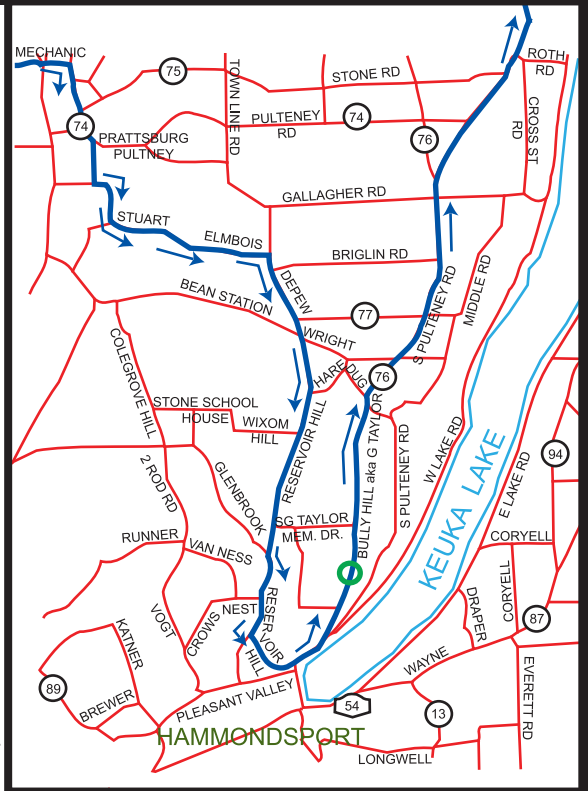 MECHANIC
ROTH
RD
75
STONE RD
TOWN LINE RD
CROSS ST
RD
74
PULTENEY
RD
74
76
PRATTSBURG
PULTNEY
GALLAGHER RD
STUART
ELMBOIS
BRIGLIN RD
DEPEW
BEAN STATION
77
S PULTENEY RD
MIDDLE RD
WRIGHT
HARE
DUG
76
COLEGROVE HILL
STONE SCHOOL
HOUSE
WIXOM
HILL
RESERVOIR HILL
BULLY HILL aka G TAYLOR
S PULTENEY RD
W LAKE RD
KEUKA LAKE
E LAKE RD
94
2 ROD RD
GLENBROOK
SG TAYLOR
MEM. DR.
RUNNER
VAN NESS
CORYELL
CORYELL
NEST
CROWS
RESERVOIR
HILL
VOGT
DRAPER
87
KATNER
WAYNE
EVERETT RD
89
BREWER
PLEASANT VALLEY
54
13
HAMMONDSPORT
LONGWELL